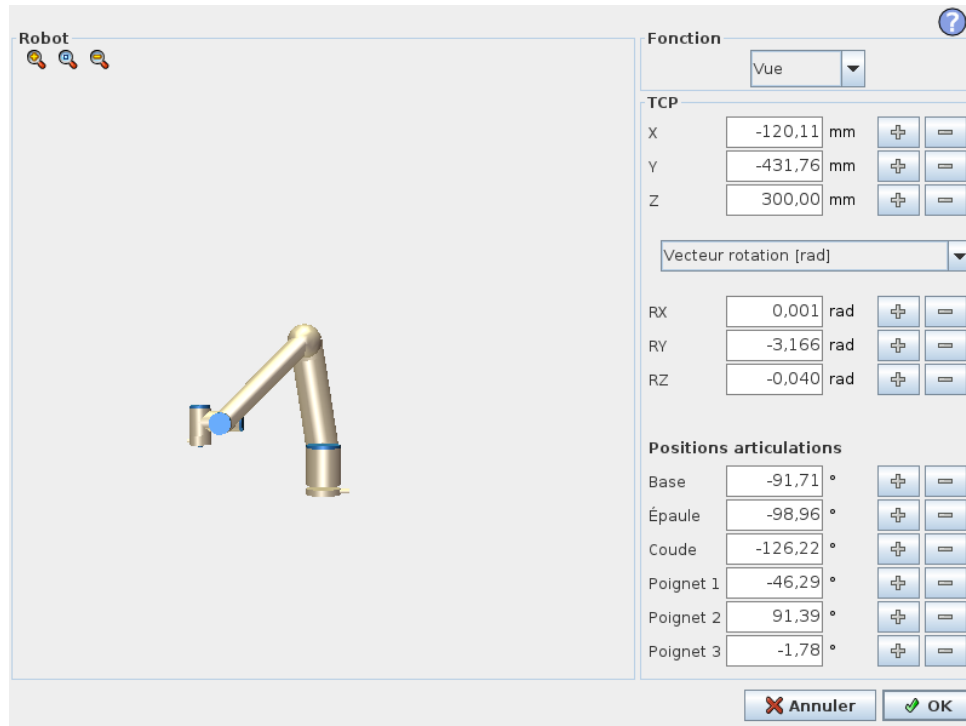 Robot
Fonction
Vue
TCP
X -120,11 mm
Y -431,76 mm
Z 300,00 mm
Vecteur rotation [rad]
RX 0,001 rad
RY -3,166 rad
RZ -0,040 rad
Positions articulations
Base -91,71 °
Épaule -98,96 °
Coude -126,22 °
Poignet 1 -46,29 °
Poignet 2 91,39 °
Poignet 3 -1,78 °
Annuler OK